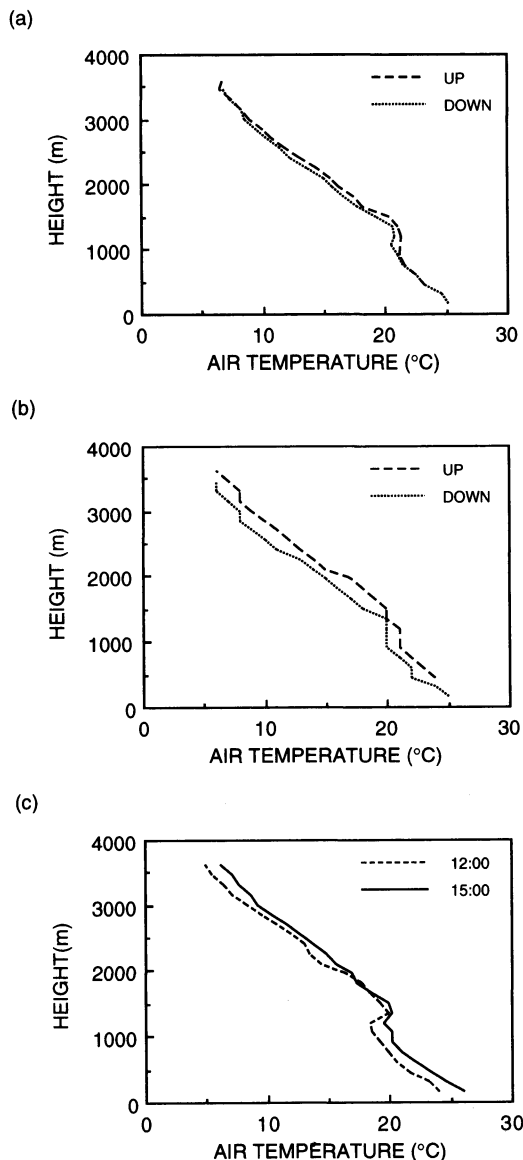 (a)
4000
3000
2000
1000
0
HEIGHT (m)
UP
DOWN
0 10 20 30
AIR TEMPERATURE (°C)
(b)
4000
3000
2000
1000
0
HEIGHT (m)
UP
DOWN
0 10 20 30
AIR TEMPERATURE (°C)
(c)
4000
3000
2000
1000
0
HEIGHT(m)
12:00
15:00
0 10 20 30
AIR TEMPERATURE (°C)